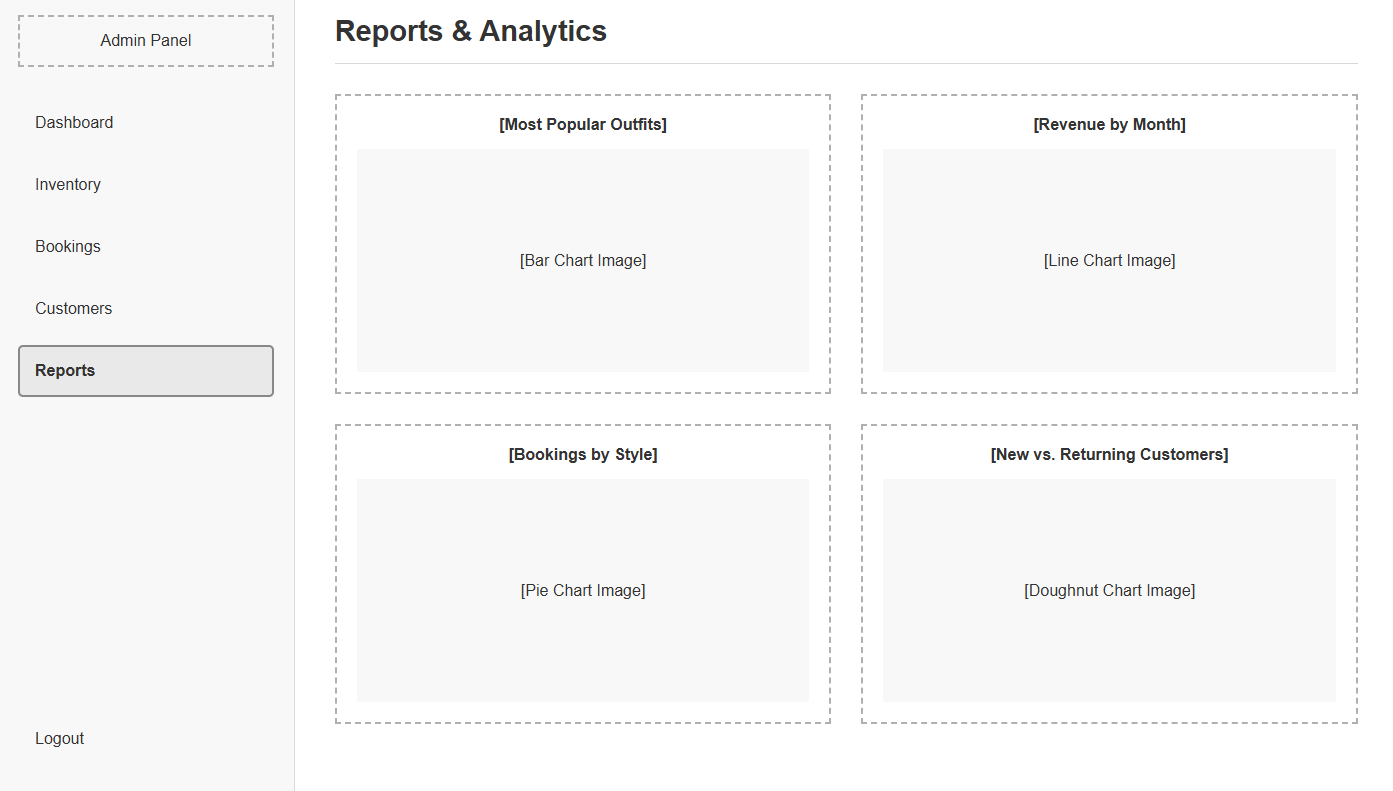 Admin Panel
Dashboard
Inventory
Bookings
Customers
Reports
Logout
Reports & Analytics
[Most Popular Outfits]
[Bar Chart Image]
[Revenue by Month]
[Line Chart Image]
[Bookings by Style]
[Pie Chart Image]
[New vs. Returning Customers]
[Doughnut Chart Image]